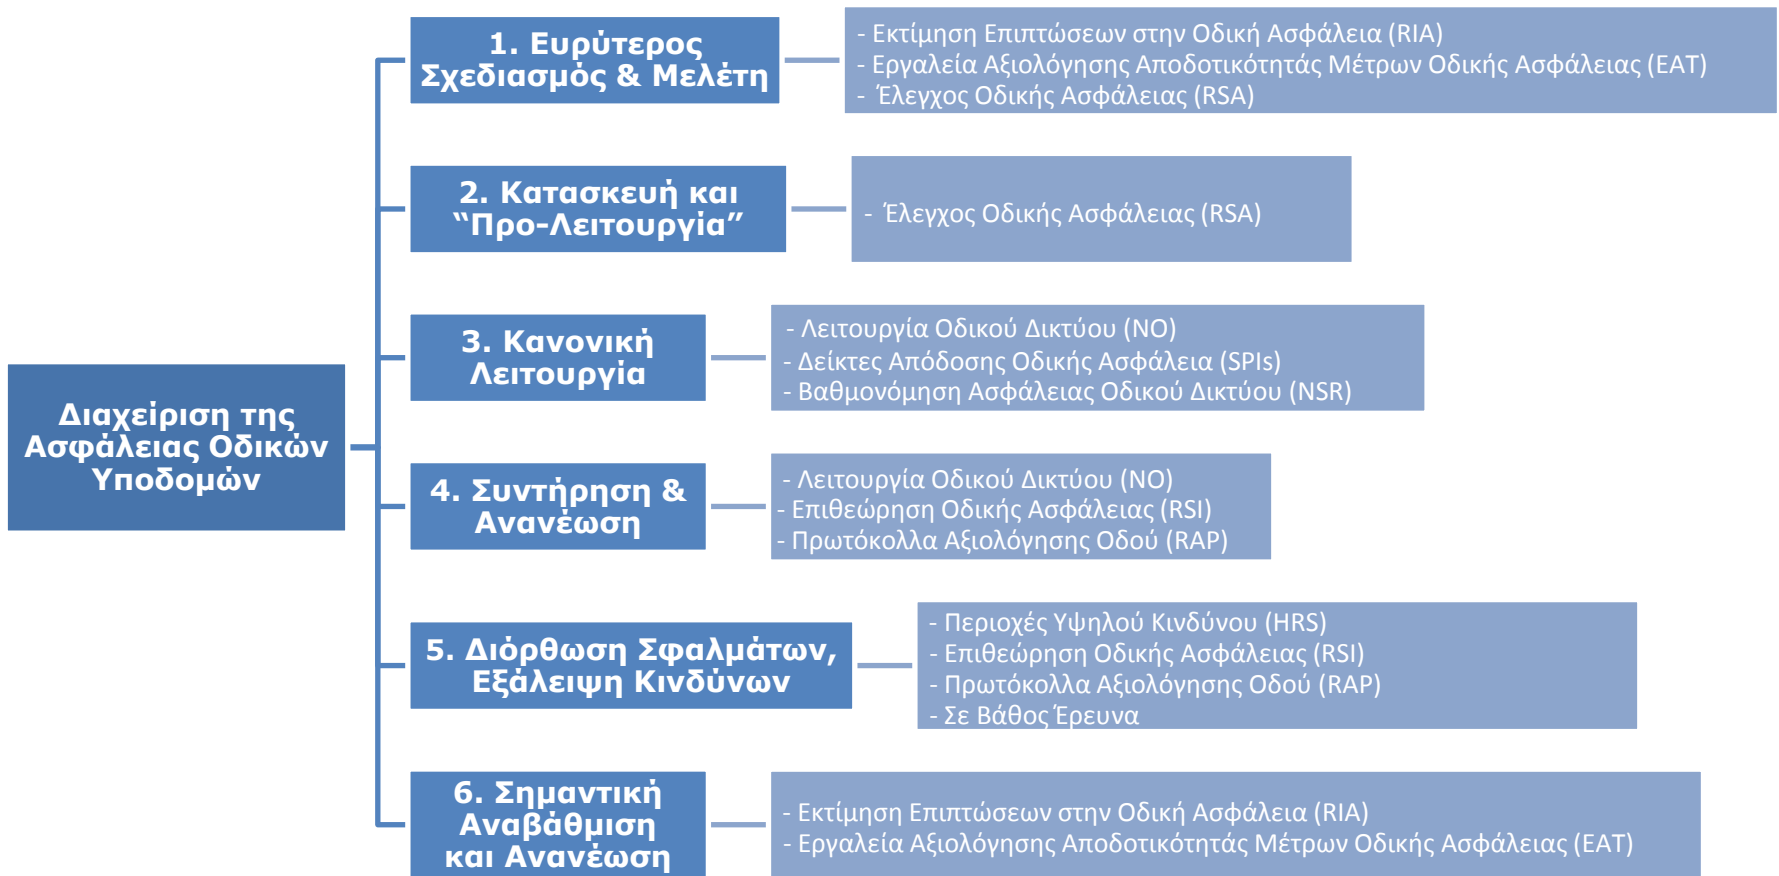 1. Ευρύτερος
Σχεδιασμός & Μελέτη
- Εκτίμηση Επιπτώσεων στην Οδική Ασφάλεια (RIA)
- Εργαλεία Αξιολόγησης Αποδοτικότητάς Μέτρων Οδικής Ασφάλειας (EAT)
- Έλεγχος Οδικής Ασφάλειας (RSA)
2. Κατασκευή και
“Προ-Λειτουργία”
- Έλεγχος Οδικής Ασφάλειας (RSA)
3. Κανονική
Λειτουργία
- Λειτουργία Οδικού Δικτύου (NO)
- Δείκτες Απόδοσης Οδικής Ασφάλεια (SPIs)
- Βαθμονόμηση Ασφάλειας Οδικού Δικτύου (NSR)
Διαχείριση της
Ασφάλειας Οδικών
Υποδομών
4. Συντήρηση &
Ανανέωση
- Λειτουργία Οδικού Δικτύου (NO)
- Επιθεώρηση Οδικής Ασφάλειας (RSI)
- Πρωτόκολλα Αξιολόγησης Οδού (RAP)
5. Διόρθωση Σφαλμάτων,
Εξάλειψη Κινδύνων
- Περιοχές Υψηλού Κινδύνου (HRS)
- Επιθεώρηση Οδικής Ασφάλειας (RSI)
- Πρωτόκολλα Αξιολόγησης Οδού (RAP)
- Σε Βάθος Έρευνα
6. Σημαντική
Αναβάθμιση
και Ανανέωση
- Εκτίμηση Επιπτώσεων στην Οδική Ασφάλεια (RIA)
- Εργαλεία Αξιολόγησης Αποδοτικότητάς Μέτρων Οδικής Ασφάλειας (EAT)